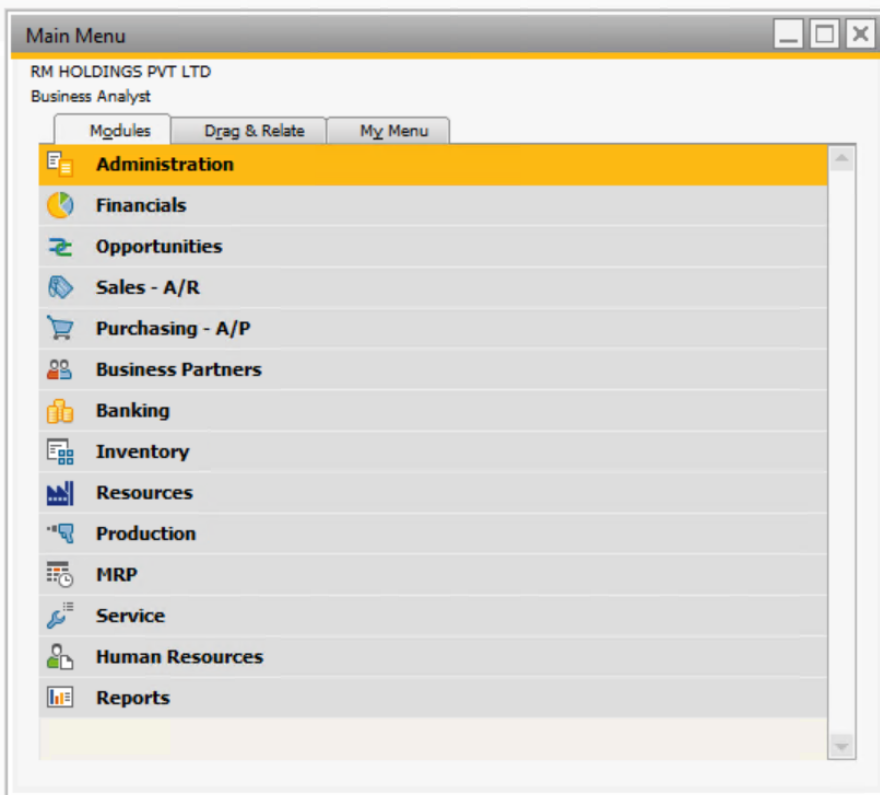 Main Menu
RM HOLDINGS PVT LTD
Business Analyst
Modules Drag & Relate My Menu
Administration
Financials
Opportunities
Sales - A/R
Purchasing - A/P
Business Partners
Banking
Inventory
Resources
Production
MRP
Service
Human Resources
Reports